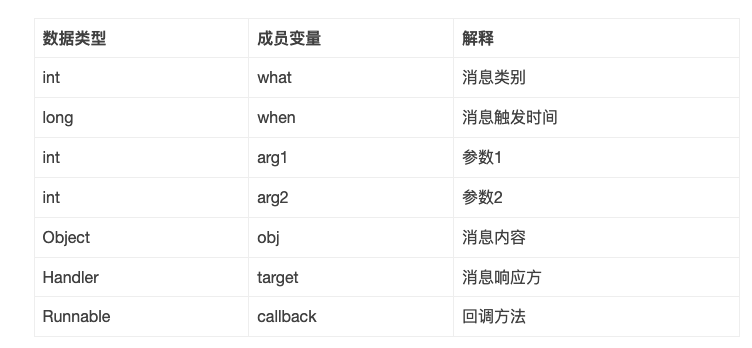 数据类型 成员变量 解释
int what 消息类别
long when 消息触发时间
int arg1 参数1
int arg2 参数2
Object obj 消息内容
Handler target 消息响应方
Runnable callback 回调方法